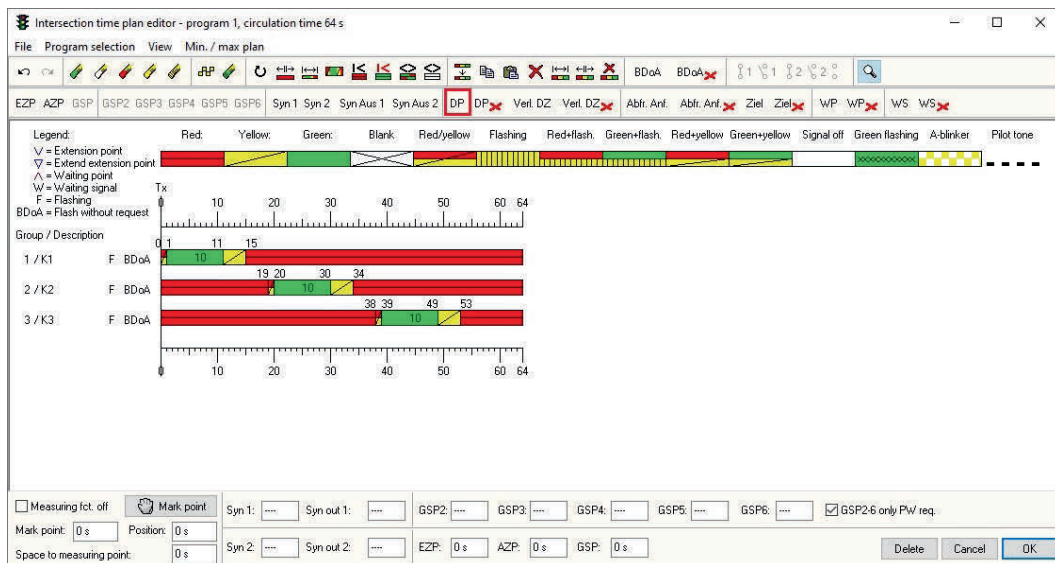 Intersection time plan editor - program 1, circulation time 64 s
File Program selection View Min. / max plan
BDoA BDoA 1 1 2 2
EZP AZP GSP GSP2 GSP3 GSP4 GSP5 GSP6 Syn 1 Syn 2 Syn Aus 1 Syn Aus 2 DP DP Verl. DZ Verl. DZ Abfr. Anf. Abfr. Anf. Ziel Ziel WP WP WS WS
Legend: Red: Yellow: Green: Blank Red/yellow Flashing Red+flash. Green+flash. Red+yellow Green+yellow Signal off Green flashing A-blinker Pilot tone
V = Extension point
▽ = Extend extension point
Λ = Waiting point
W = Waiting signal
F = Flashing
BDoA = Flash without request
Tx
0 10 20 30 40 50 60 64
Group / Description
0 1 11 15
1 / K1 F BDoA 10
19 20 30 34
2 / K2 F BDoA 10
38 39 49 53
3 / K3 F BDoA 10
0 10 20 30 40 50 60 64
Measuring fct. off Mark point Syn 1: ---- Syn out 1: ---- GSP2: ---- GSP3: ---- GSP4: ---- GSP5: ---- GSP6: ---- GSP2-6 only PW req.
Mark point: 0 s Position: 0 s
Space to measuring point: 0 s Syn 2: ---- Syn out 2: ---- EZP: 0 s AZP: 0 s GSP: 0 s Delete Cancel OK